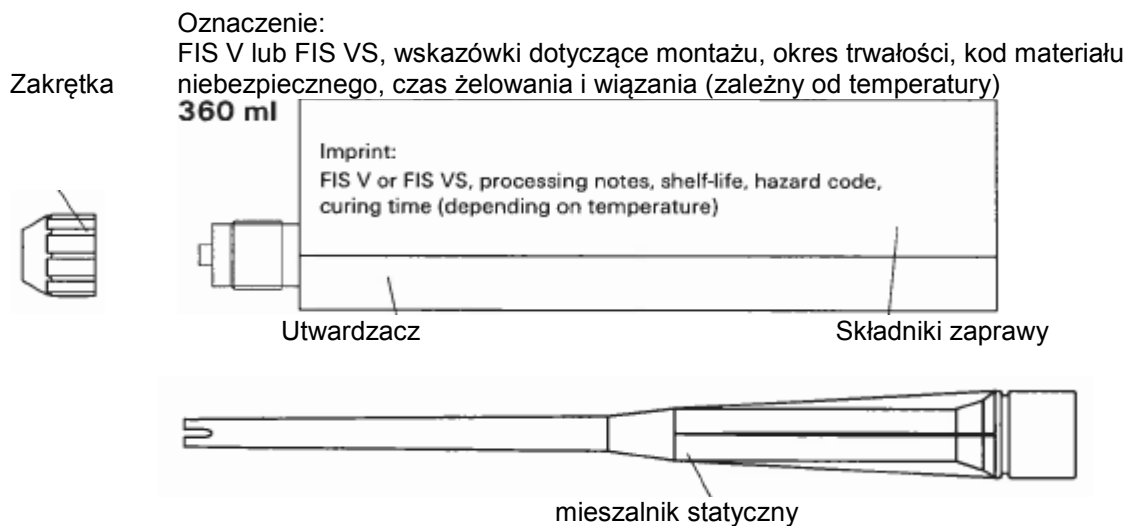 Oznaczenie:
FIS V lub FIS VS, wskazówki dotyczące montażu, okres trwałości, kod materiału
Zakrętka niebezpiecznego, czas żelowania i wiązania (zależny od temperatury)
360 ml
Imprint:
FIS V or FIS VS, processing notes, shelf-life, hazard code,
curing time (depending on temperature)
Utwardzacz Składniki zaprawy
mieszalnik statyczny